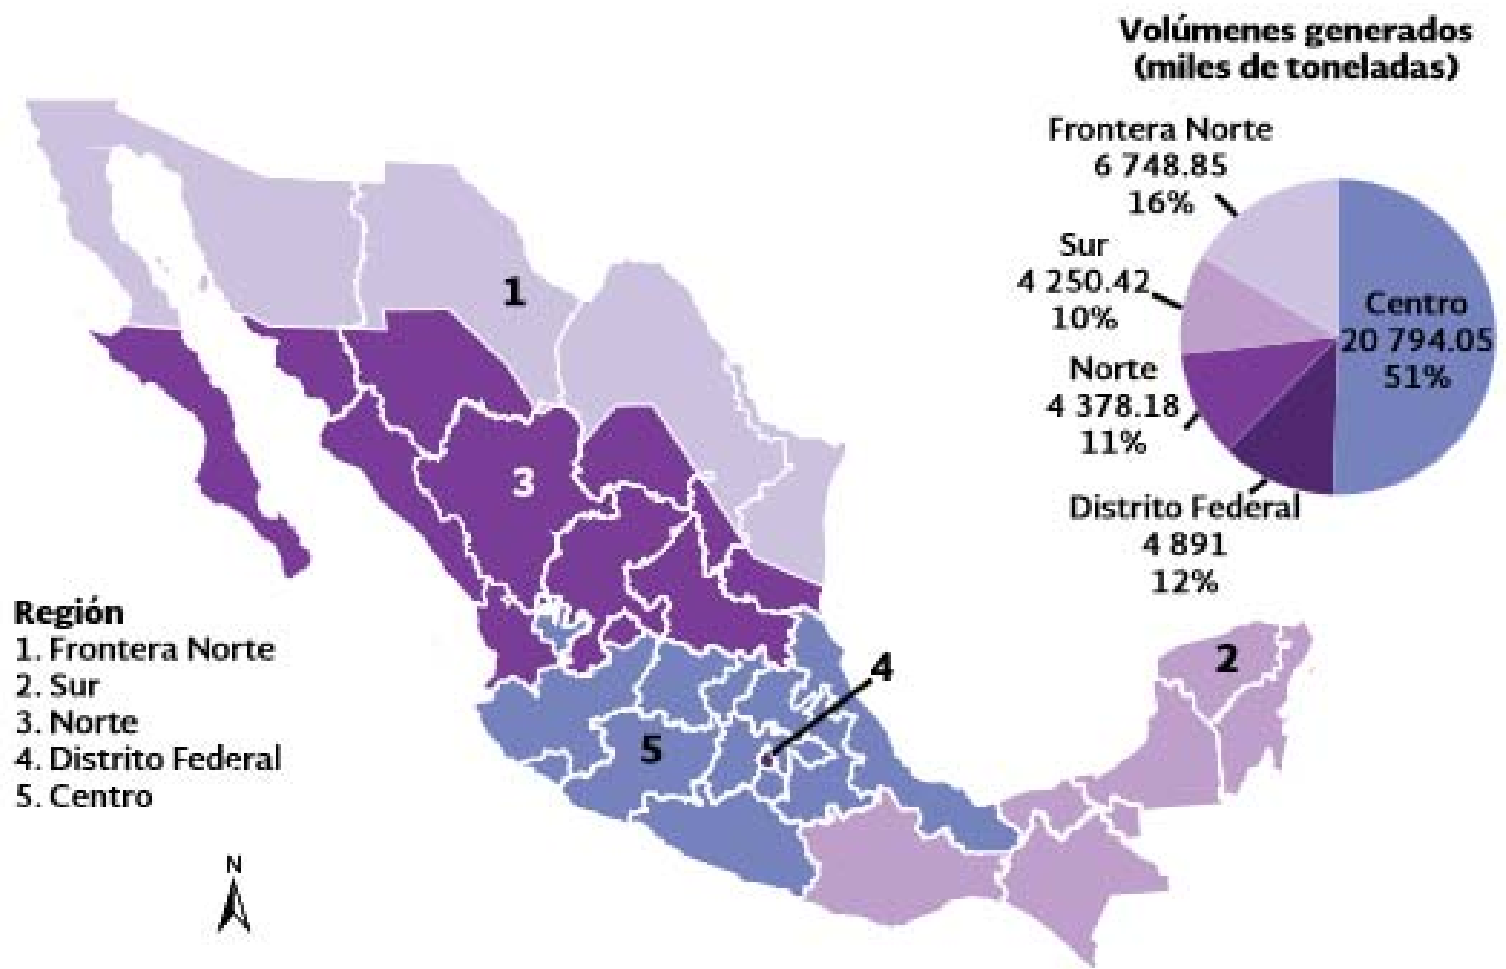 Volúmenes generados
(miles de toneladas)
Frontera Norte
6 748.85
16%
Sur
4 250.42
10%
Norte
4 378.18
11%
Distrito Federal
4 891
12%
Centro
20 794.05
51%
1
3
2
4
5
Región
1. Frontera Norte
2. Sur
3. Norte
4. Distrito Federal
5. Centro
N